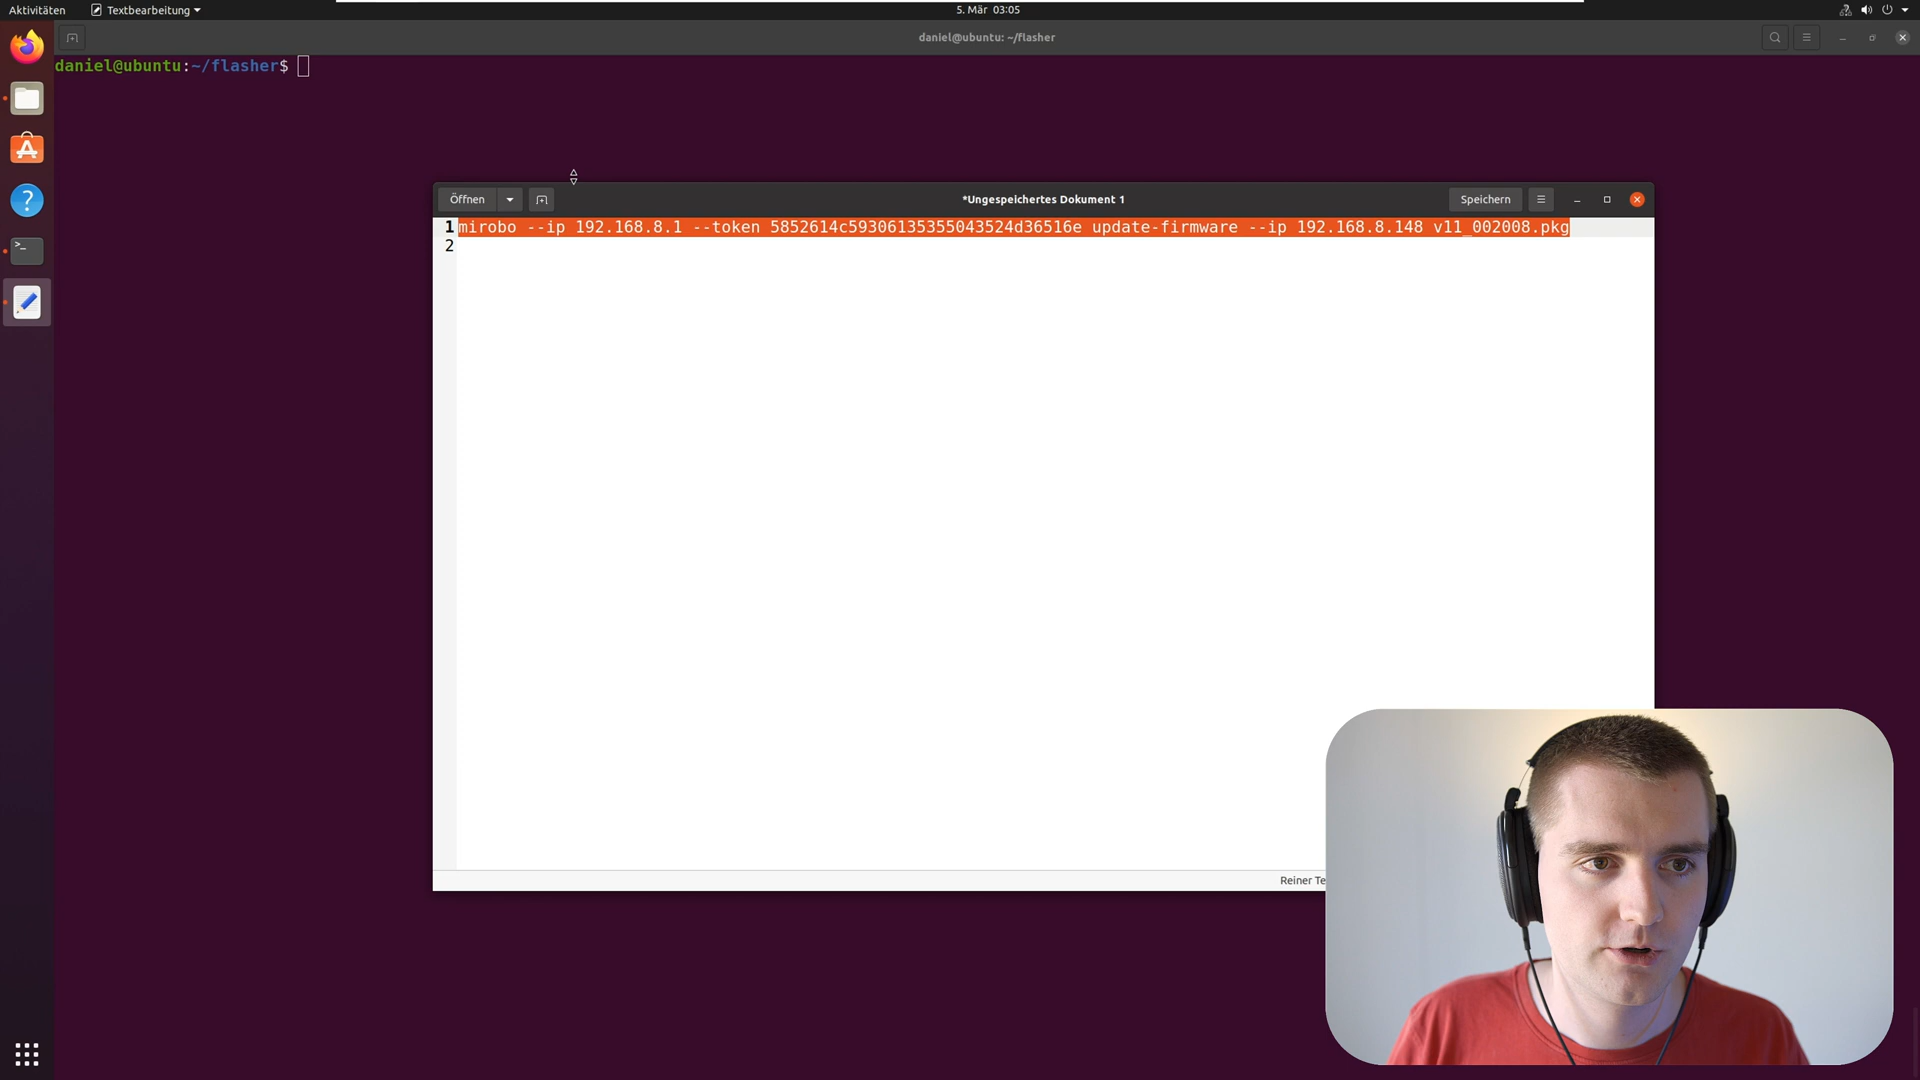 Aktivitäten
Textbearbeitung
5. Mär 03:05
daniel@ubuntu: ~/flasher
daniel@ubuntu:~/flasher$
Öffnen
*Ungespeichertes Dokument 1
Speichern
1 mirobo --ip 192.168.8.1 --token 5852614c59306135355043524d36516e update-firmware --ip 192.168.8.148 v11_002008.pkg
2
Reiner Te